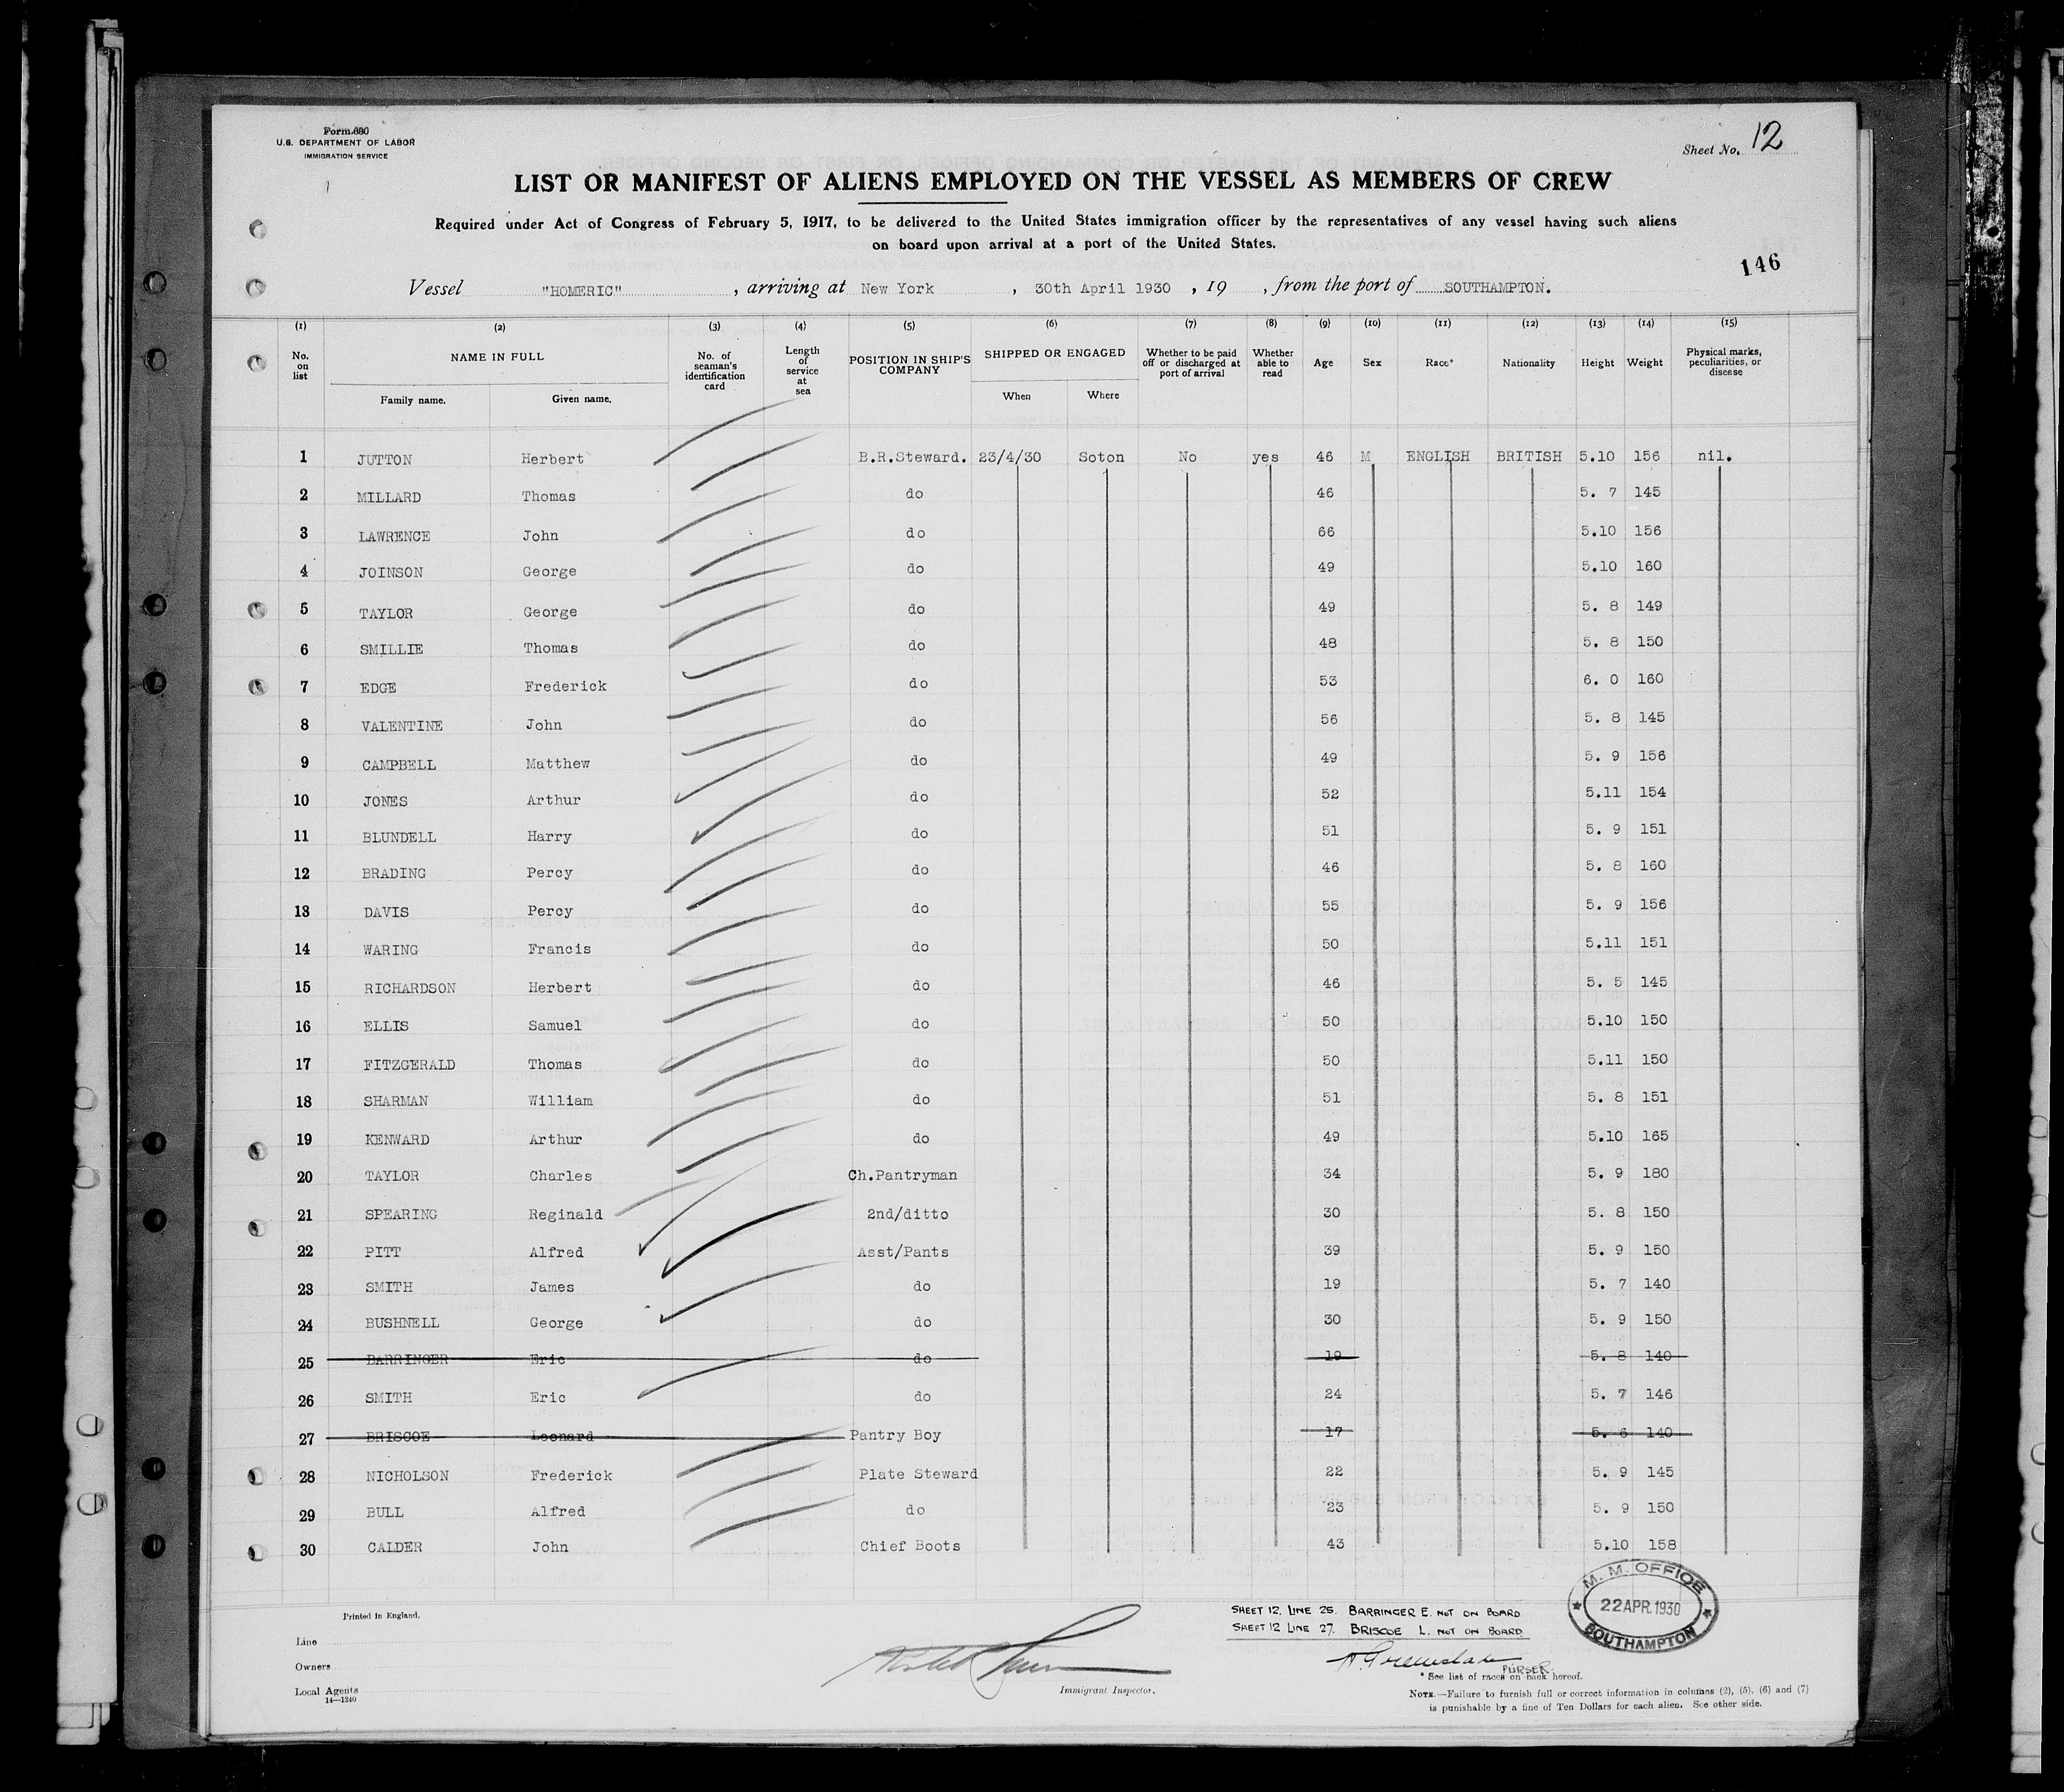 Form 680
U.S. DEPARTMENT OF LABOR
IMMIGRATION SERVICE
Sheet No. 12
LIST OR MANIFEST OF ALIENS EMPLOYED ON THE VESSEL AS MEMBERS OF CREW
Required under Act of Congress of February 5, 1917, to be delivered to the United States immigration officer by the representatives of any vessel having such aliens
on board upon arrival at a port of the United States.
146
Vessel "HOMERIC" , arriving at New York , 30th April 1930 , 19 , from the port of SOUTHAMPTON.
(1) (2) (3) (4) (5) (6) (7) (8) (9) (10) (11) (12) (13) (14) (15)
No. on list NAME IN FULL Family name. Given name. No. of seaman's identification card Length of service at sea POSITION IN SHIP'S COMPANY SHIPPED OR ENGAGED When Where Whether to be paid off or discharged at port of arrival Whether able to read Age Sex Race* Nationality Height Weight Physical marks, peculiarities, or disease
1 JUTTON Herbert B.R.Steward. 23/4/30 Soton No yes 46 M ENGLISH BRITISH 5.10 156 nil.
2 MILLARD Thomas do 46 5. 7 145
3 LAWRENCE John do 66 5.10 156
4 JOINSON George do 49 5.10 160
5 TAYLOR George do 49 5. 8 149
6 SMILLIE Thomas do 48 5. 8 150
7 EDGE Frederick do 53 6. 0 160
8 VALENTINE John do 56 5. 8 145
9 CAMPBELL Matthew do 49 5. 9 156
10 JONES Arthur do 52 5.11 154
11 BLUNDELL Harry do 51 5. 9 151
12 BRADING Percy do 46 5. 8 160
13 DAVIS Percy do 55 5. 9 156
14 WARING Francis do 50 5.11 151
15 RICHARDSON Herbert do 46 5. 5 145
16 ELLIS Samuel do 50 5.10 150
17 FITZGERALD Thomas do 50 5.11 150
18 SHARMAN William do 51 5. 8 151
19 KENWARD Arthur do 49 5.10 165
20 TAYLOR Charles Ch.Pantryman 34 5. 9 180
21 SPEARING Reginald 2nd/ditto 30 5. 8 150
22 PITT Alfred Asst/Pants 39 5. 9 150
23 SMITH James do 19 5. 7 140
24 BUSHNELL George do 30 5. 9 150
25 BARRINGER Eric do 19 5. 8 140
26 SMITH Eric do 24 5. 7 146
27 BRISCOE Leonard Pantry Boy 17 5. 6 140
28 NICHOLSON Frederick Plate Steward 22 5. 9 145
29 BULL Alfred do 23 5. 9 150
30 CALDER John Chief Boots 43 5.10 158
Printed in England.
Line
Owners
Local Agents
14—1240
Immigrant Inspector.
SHEET 12. LINE 25. BARRINGER E. NOT ON BOARD.
SHEET 12 LINE 27. BRISCOE L. NOT ON BOARD.
PURSER.
M. M. OFFICE
22 APR. 1930
SOUTHAMPTON
* See list of races on back hereof.
NOTE.—Failure to furnish full or correct information in columns (2), (5), (6) and (7)
is punishable by a fine of Ten Dollars for each alien. See other side.